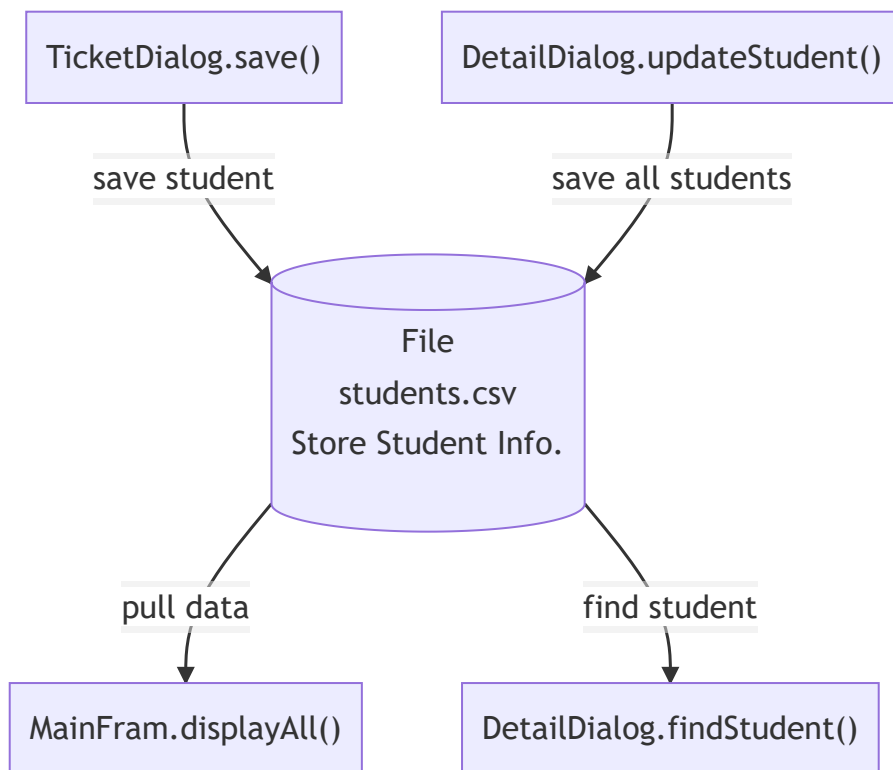 TicketDialog.save()
DetailDialog.updateStudent()
save student
save all students
File
students.csv
Store Student Info.
pull data
find student
MainFram.displayAll()
DetailDialog.findStudent()